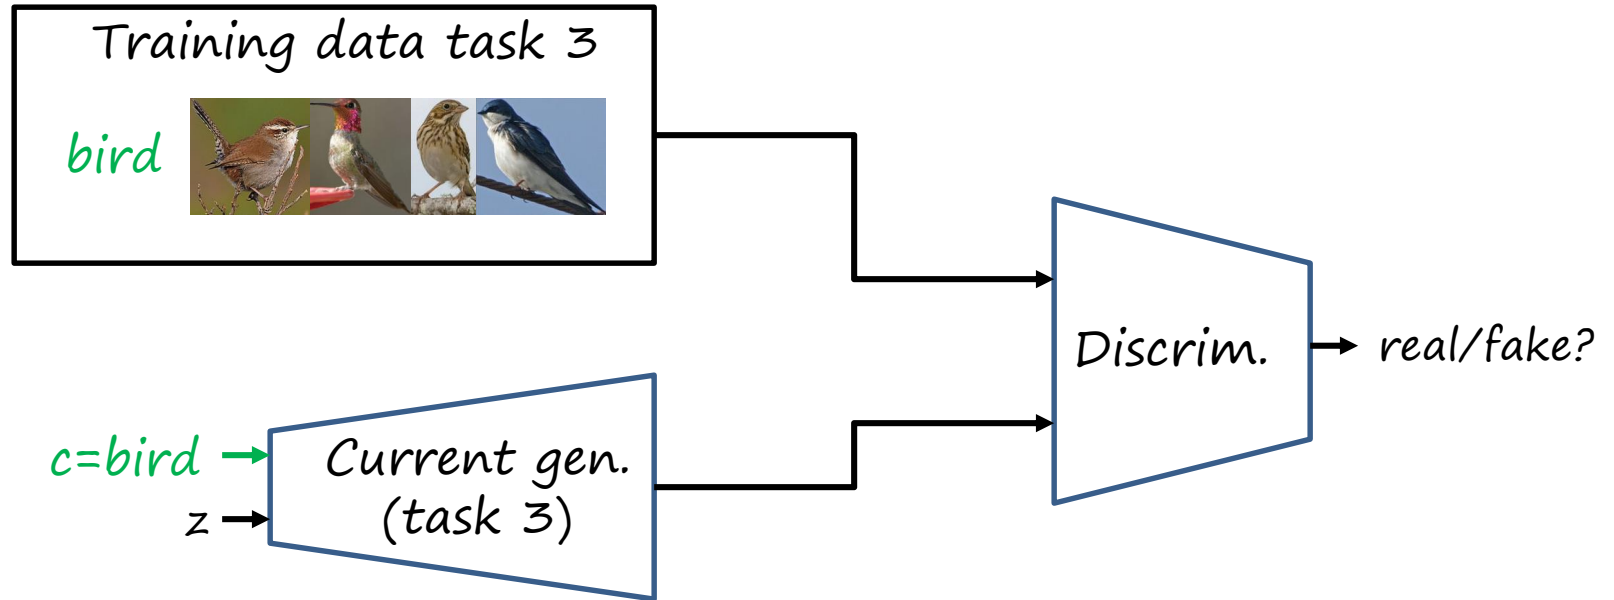 Training data task 3
bird
Discrim.
real/fake?
c=bird
z
Current gen.
(task 3)